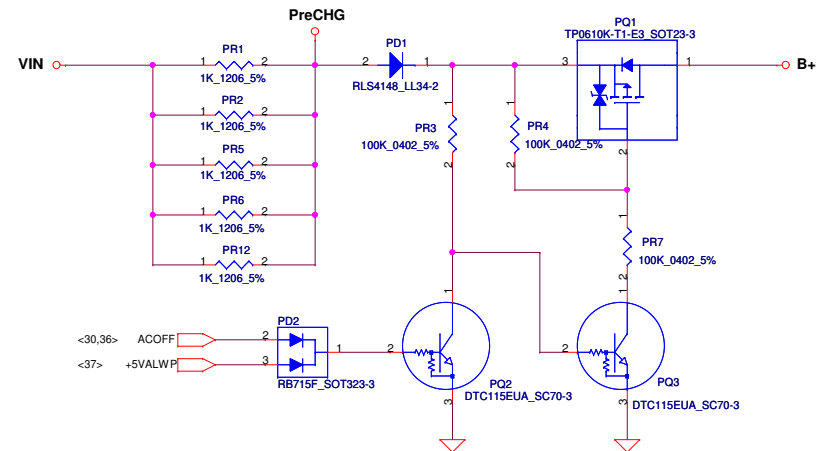 PreCHG
VIN
1
PR1
2
1K_1206_5%
1
PR2
2
1K_1206_5%
1
PR5
2
1K_1206_5%
1
PR6
2
1K_1206_5%
1
PR12
2
1K_1206_5%
2
PD1
1
RLS4148_LL34-2
PQ1
TP0610K-T1-E3_SOT23-3
3
1
B+
2
1
PR3
100K_0402_5%
2
1
PR4
100K_0402_5%
2
1
PR7
100K_0402_5%
2
<30,36>
ACOFF
<37>
+5VALWP
PD2
2
3
1
RB715F_SOT323-3
1
2
3
PQ2
DTC115EUA_SC70-3
1
2
3
PQ3
DTC115EUA_SC70-3